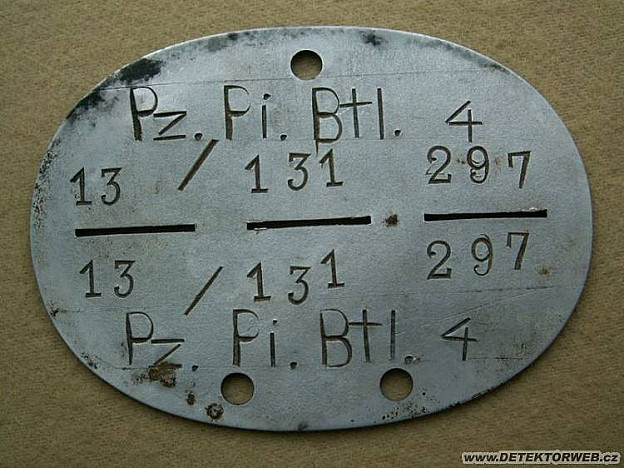 Pz. Pi. Btl. 4
13 / 131 297
13 / 131 297
Pz. Pi. Btl. 4
www.DETEKTORWEB.cz